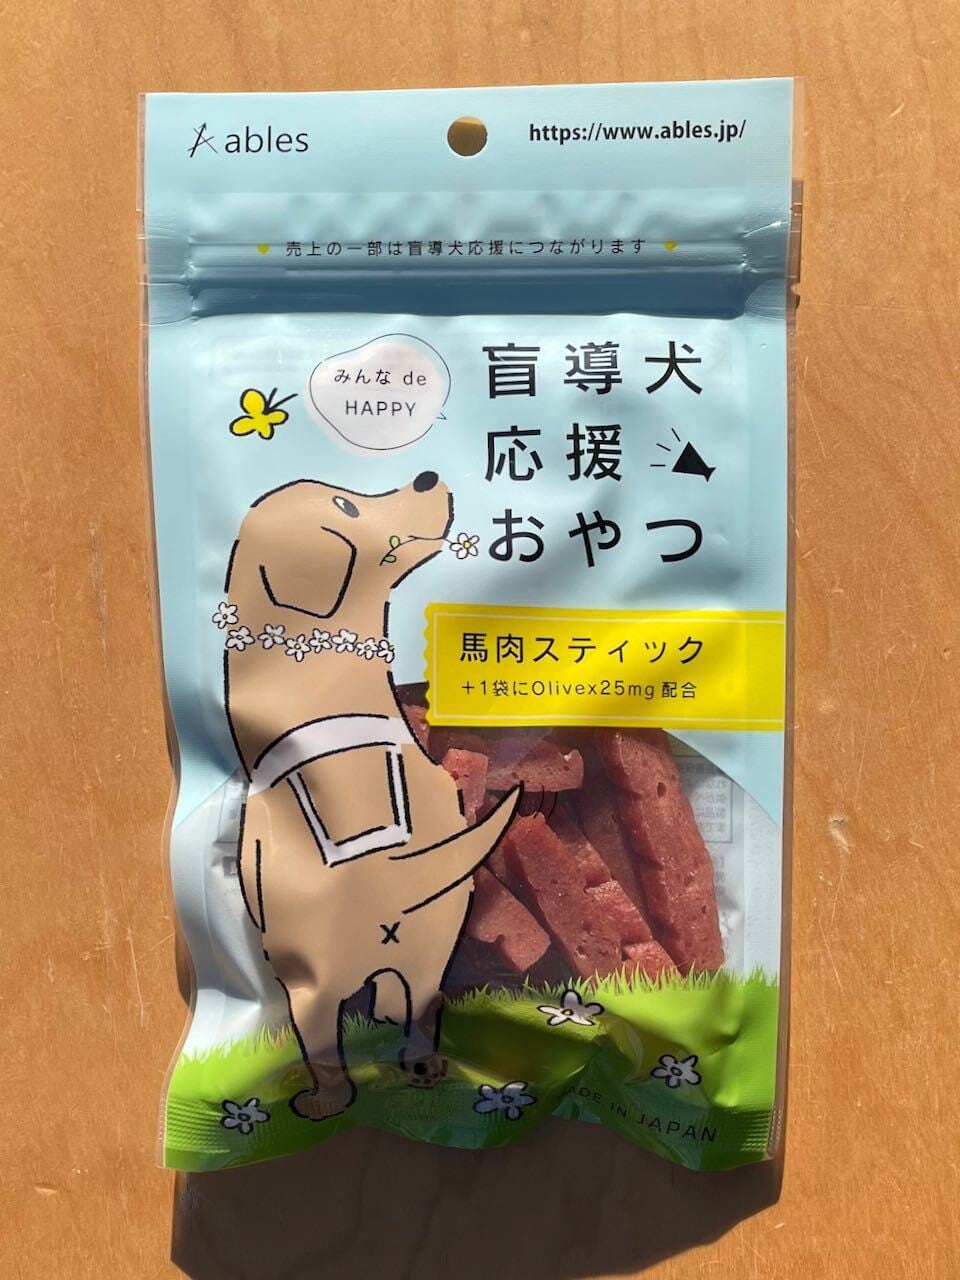 ables
https://www.ables.jp/
売上の一部は盲導犬応援につながります
みんな de
HAPPY
盲導犬
応援
おやつ
馬肉スティック
+1袋にOlivex25mg配合
MADE IN JAPAN